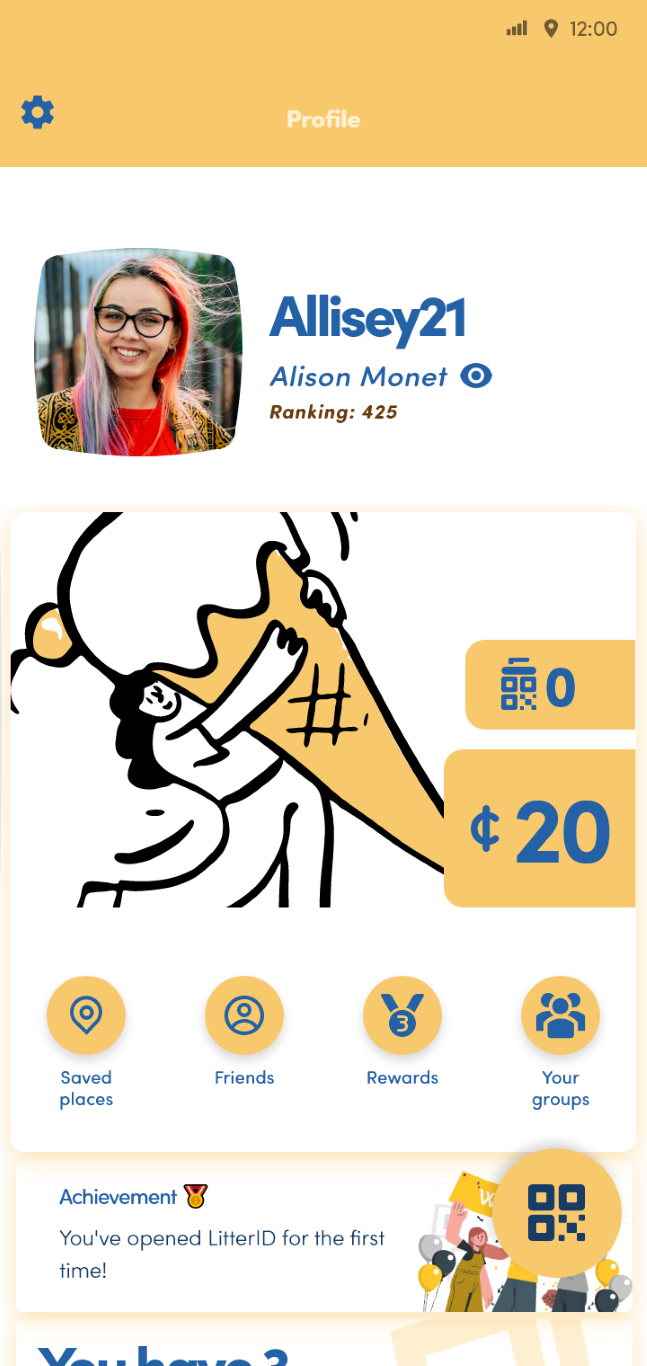 12:00
Profile
Allisey21
Alison Monet
Ranking: 425
#
0
¢ 20
3
Saved
places
Friends
Rewards
Your
groups
Achievement
You've opened LitterID for the first
time!
You have 3